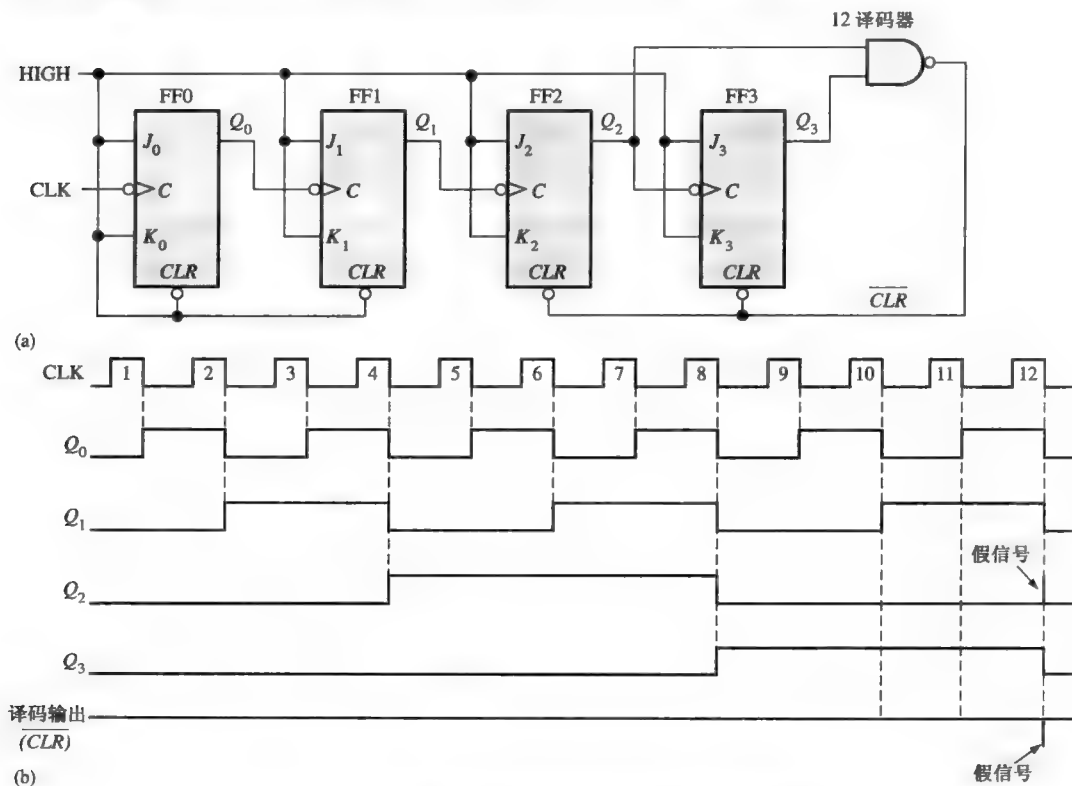 12 译码器
HIGH
FF0 FF1 FF2 FF3
Q₀ Q₁ Q₂ Q₃
J₀ J₁ J₂ J₃
CLK C C C C
K₀ K₁ K₂ K₃
CLR CLR CLR CLR
C̅L̅R̅
(a)
CLK 1 2 3 4 5 6 7 8 9 10 11 12
Q₀
Q₁
假信号
Q₂
Q₃
译码输出
(C̅L̅R̅)
假信号
(b)